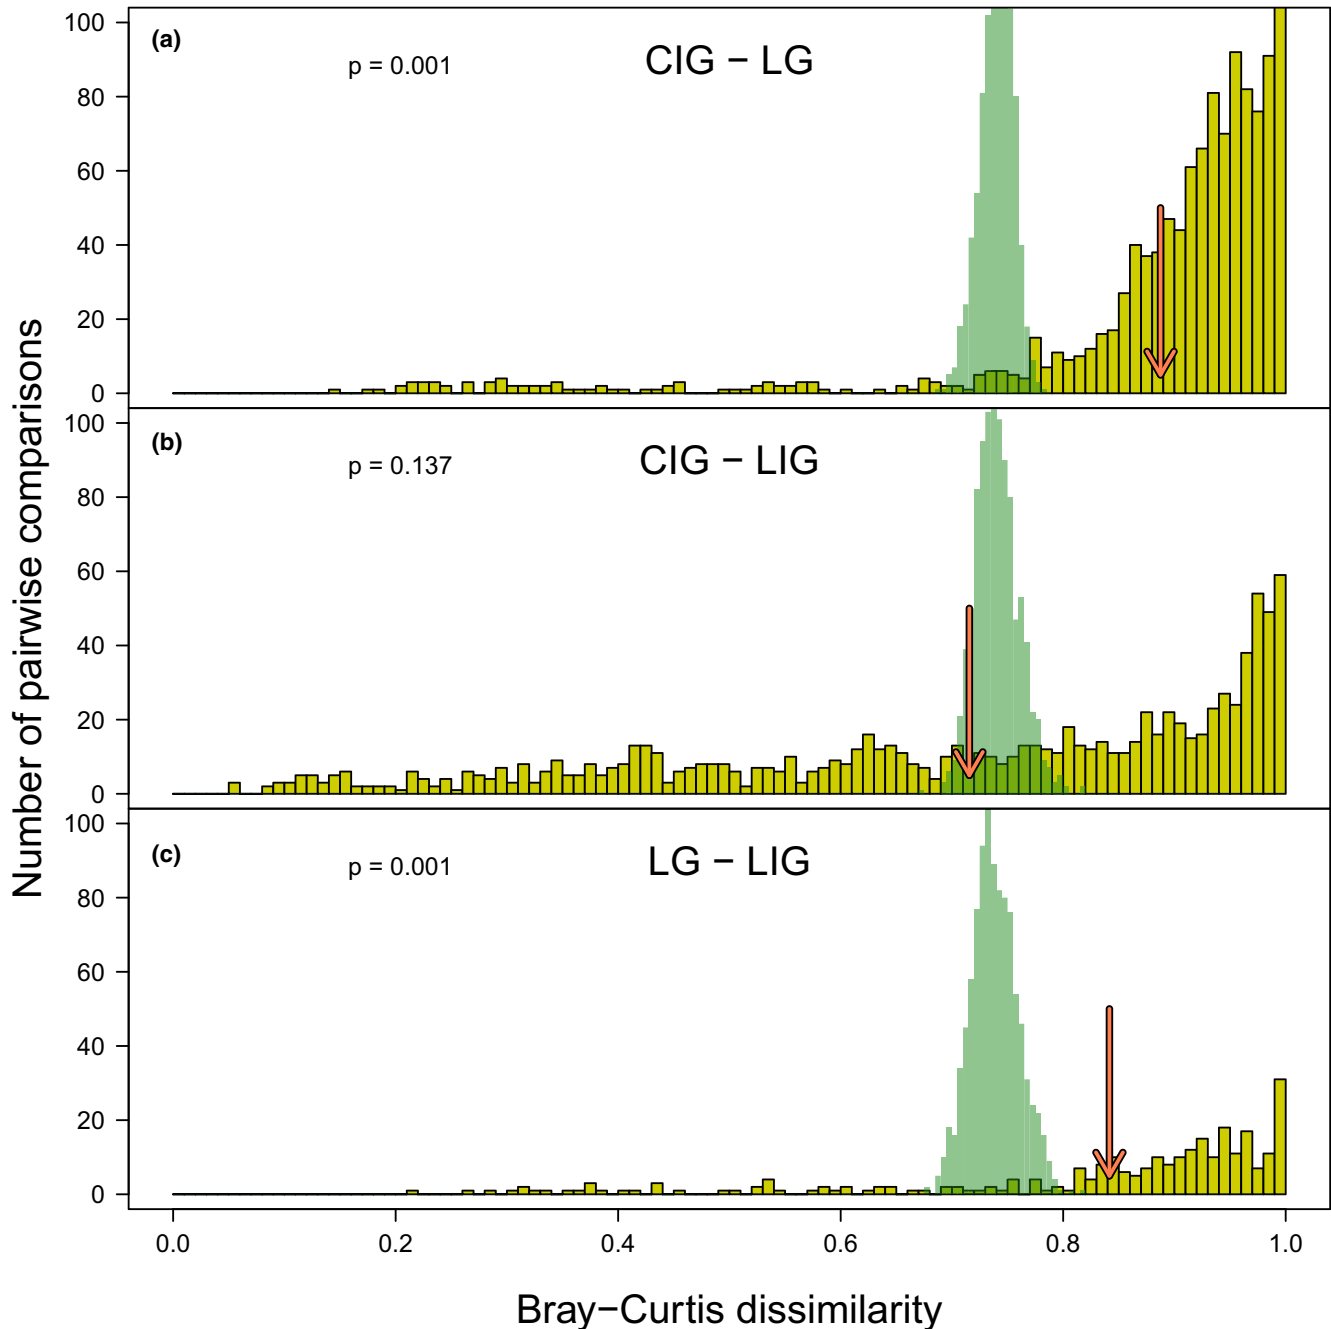 Number of pairwise comparisons
(a)
p = 0.001
CIG − LG
100
80
60
40
20
0
(b)
p = 0.137
CIG − LIG
100
80
60
40
20
0
(c)
p = 0.001
LG − LIG
100
80
60
40
20
0
0.0 0.2 0.4 0.6 0.8 1.0
Bray−Curtis dissimilarity